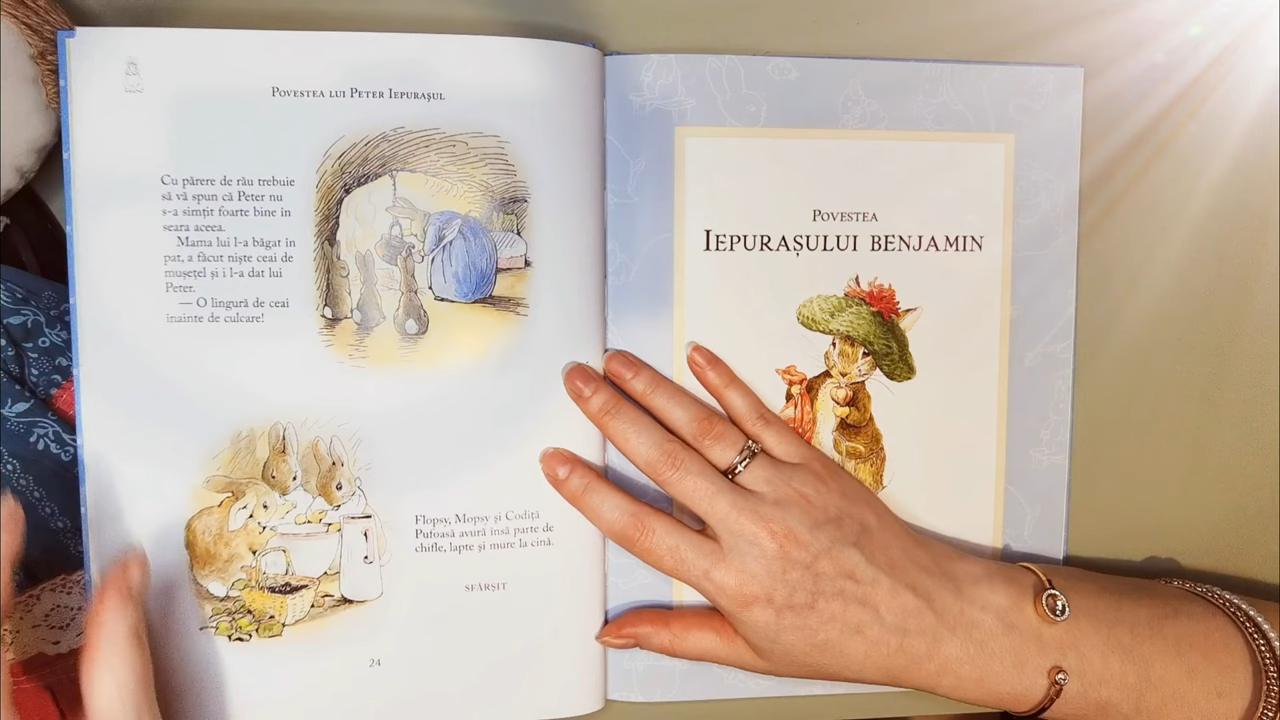 Povestea lui Peter Iepurașul
Cu părere de rău trebuie
să vă spun că Peter nu
s-a simțit foarte bine în
seara aceea.
Mama lui l-a băgat în
pat, a făcut niște ceai de
mușețel și i l-a dat lui
Peter.
— O lingură de ceai
înainte de culcare!
Flopsy, Mopsy și Codiță
Pufoasă avură însă parte de
chifle, lapte și mure la cină.
SFÂRȘIT
24
Povestea
Iepurașului Benjamin